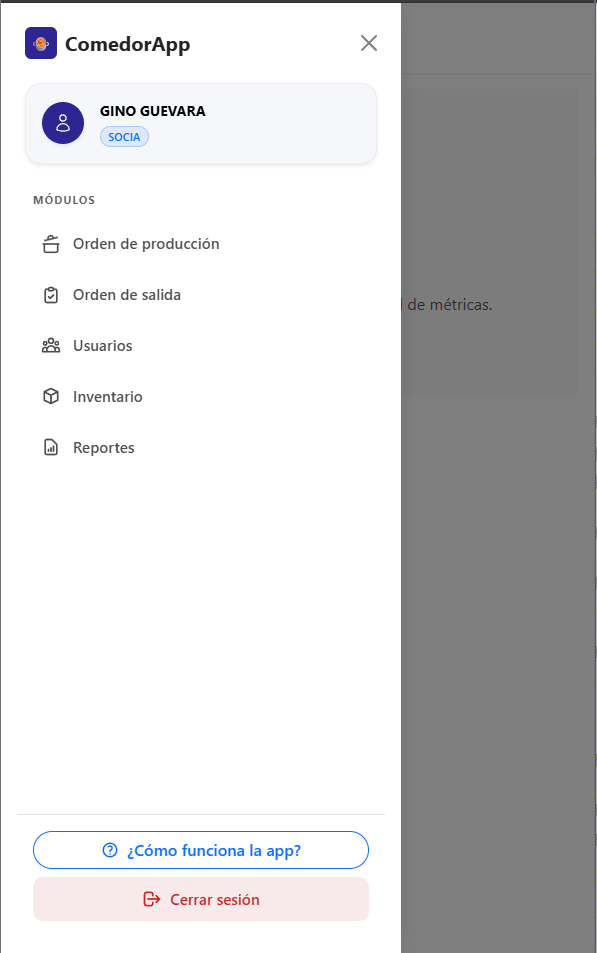 ComedorApp
GINO GUEVARA
SOCIA
MÓDULOS
Orden de producción
Orden de salida
de métricas.
Usuarios
Inventario
Reportes
¿Cómo funciona la app?
Cerrar sesión